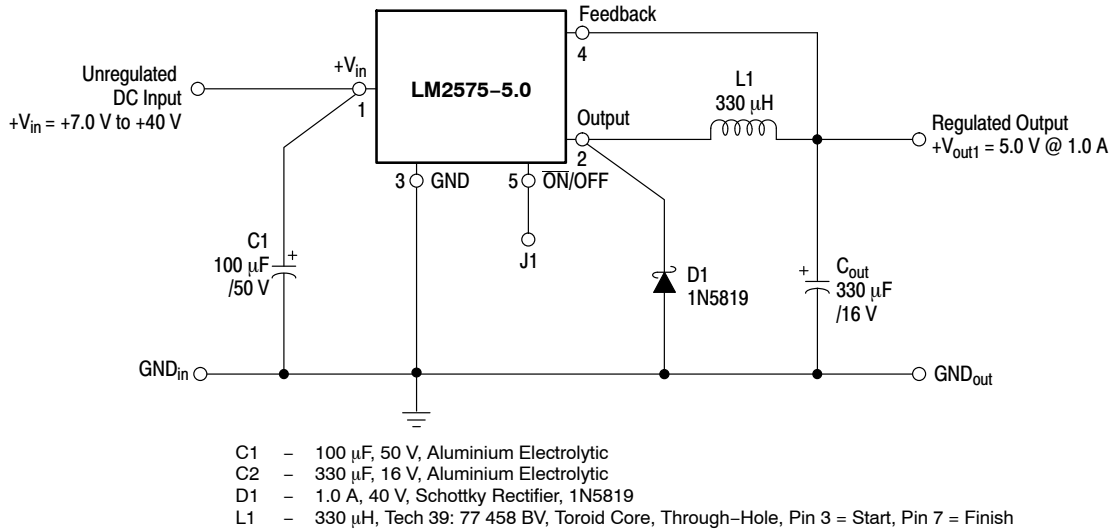 Feedback
4
Unregulated
DC Input
+Vin = +7.0 V to +40 V
+Vin
1
LM2575−5.0
L1
330 μH
Output
2
Regulated Output
+Vout1 = 5.0 V @ 1.0 A
3 GND
5 ON/OFF
J1
C1
100 μF
/50 V
+
D1
1N5819
+
Cout
330 μF
/16 V
GNDin
GNDout
C1 – 100 μF, 50 V, Aluminium Electrolytic
C2 – 330 μF, 16 V, Aluminium Electrolytic
D1 – 1.0 A, 40 V, Schottky Rectifier, 1N5819
L1 – 330 μH, Tech 39: 77 458 BV, Toroid Core, Through−Hole, Pin 3 = Start, Pin 7 = Finish